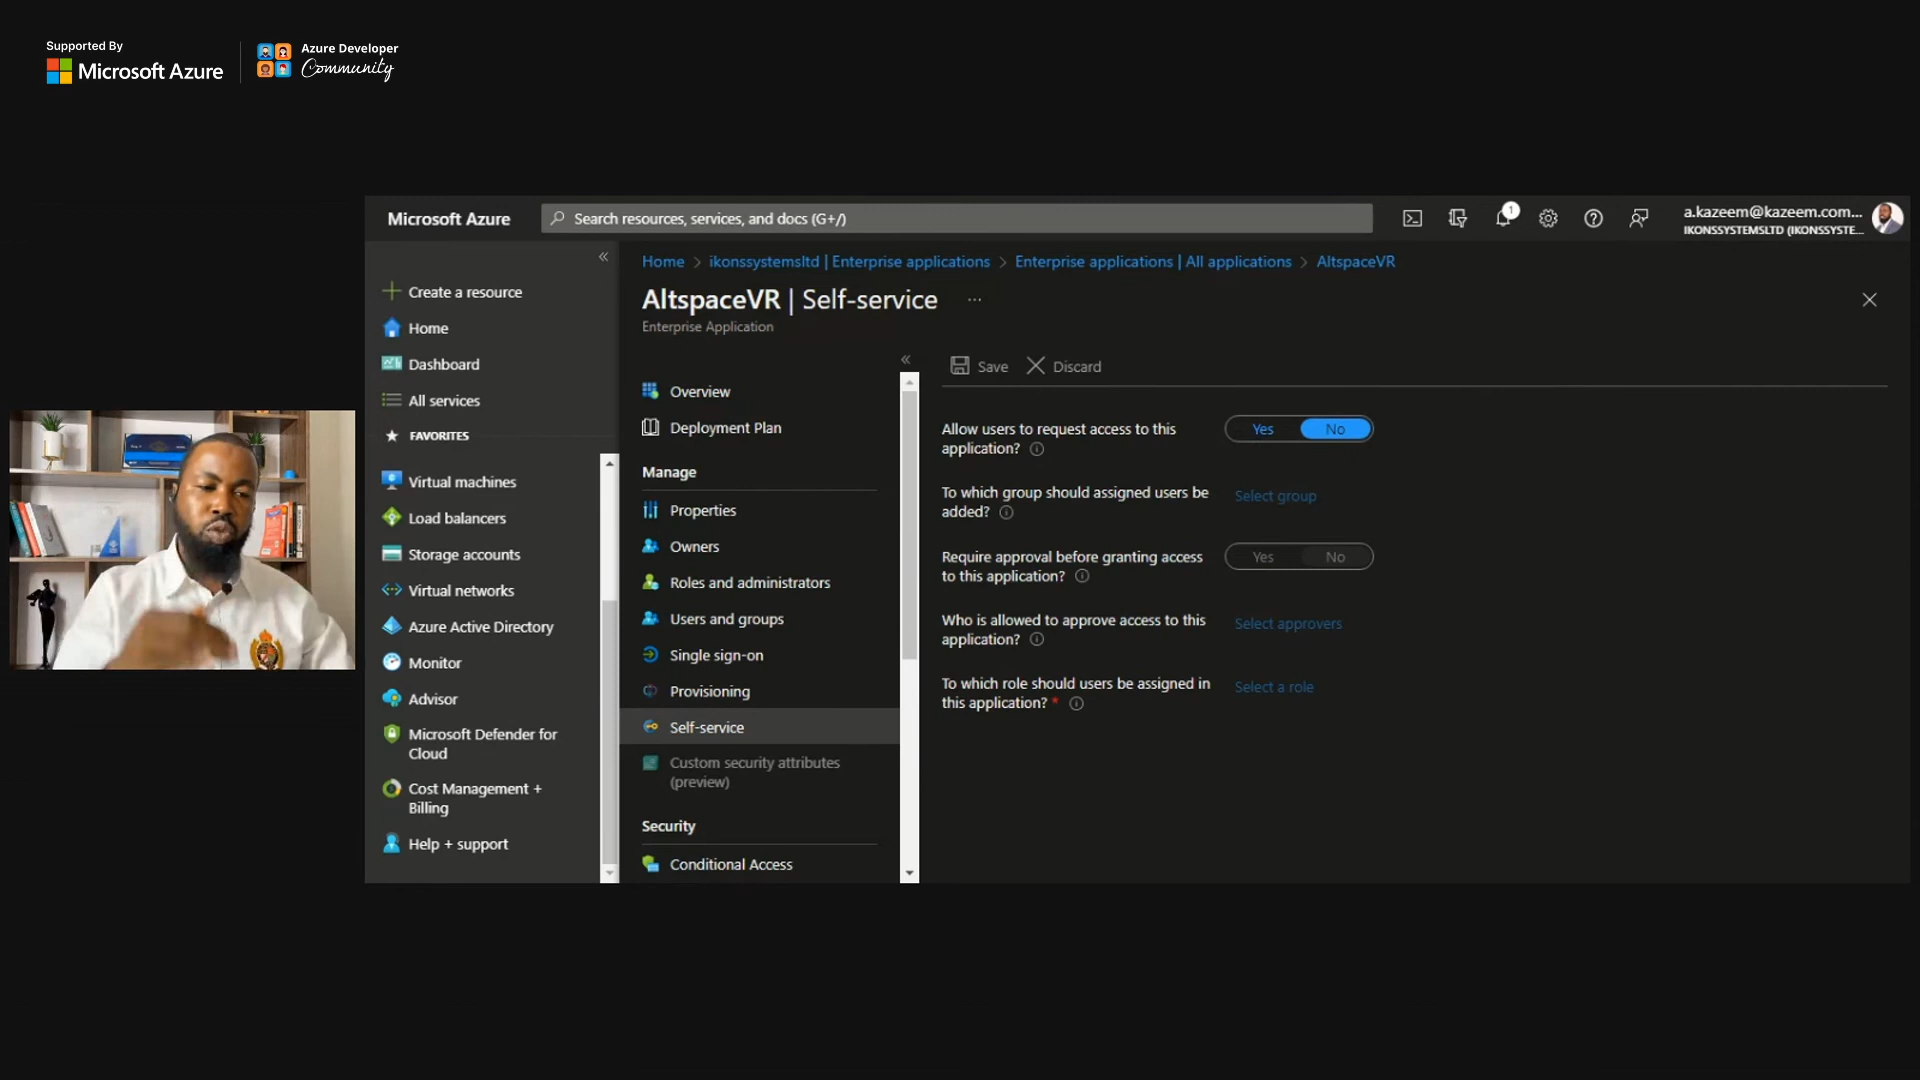 Supported By
Microsoft Azure
Azure Developer
Community
Microsoft Azure
Search resources, services, and docs (G+/)
1
a.kazeem@kazeem.com...
IKONSSYSTEMSLTD (IKONSSYSTE...
Create a resource
Home
Dashboard
All services
FAVORITES
Virtual machines
Load balancers
Storage accounts
Virtual networks
Azure Active Directory
Monitor
Advisor
Microsoft Defender for
Cloud
Cost Management +
Billing
Help + support
Home > ikonssystemsltd | Enterprise applications > Enterprise applications | All applications > AltspaceVR
AltspaceVR | Self-service ...
Enterprise Application
Overview
Deployment Plan
Manage
Properties
Owners
Roles and administrators
Users and groups
Single sign-on
Provisioning
Self-service
Custom security attributes
(preview)
Security
Conditional Access
Save Discard
Allow users to request access to this
application?
Yes No
To which group should assigned users be
added?
Select group
Require approval before granting access
to this application?
Yes No
Who is allowed to approve access to this
application?
Select approvers
To which role should users be assigned in
this application? *
Select a role